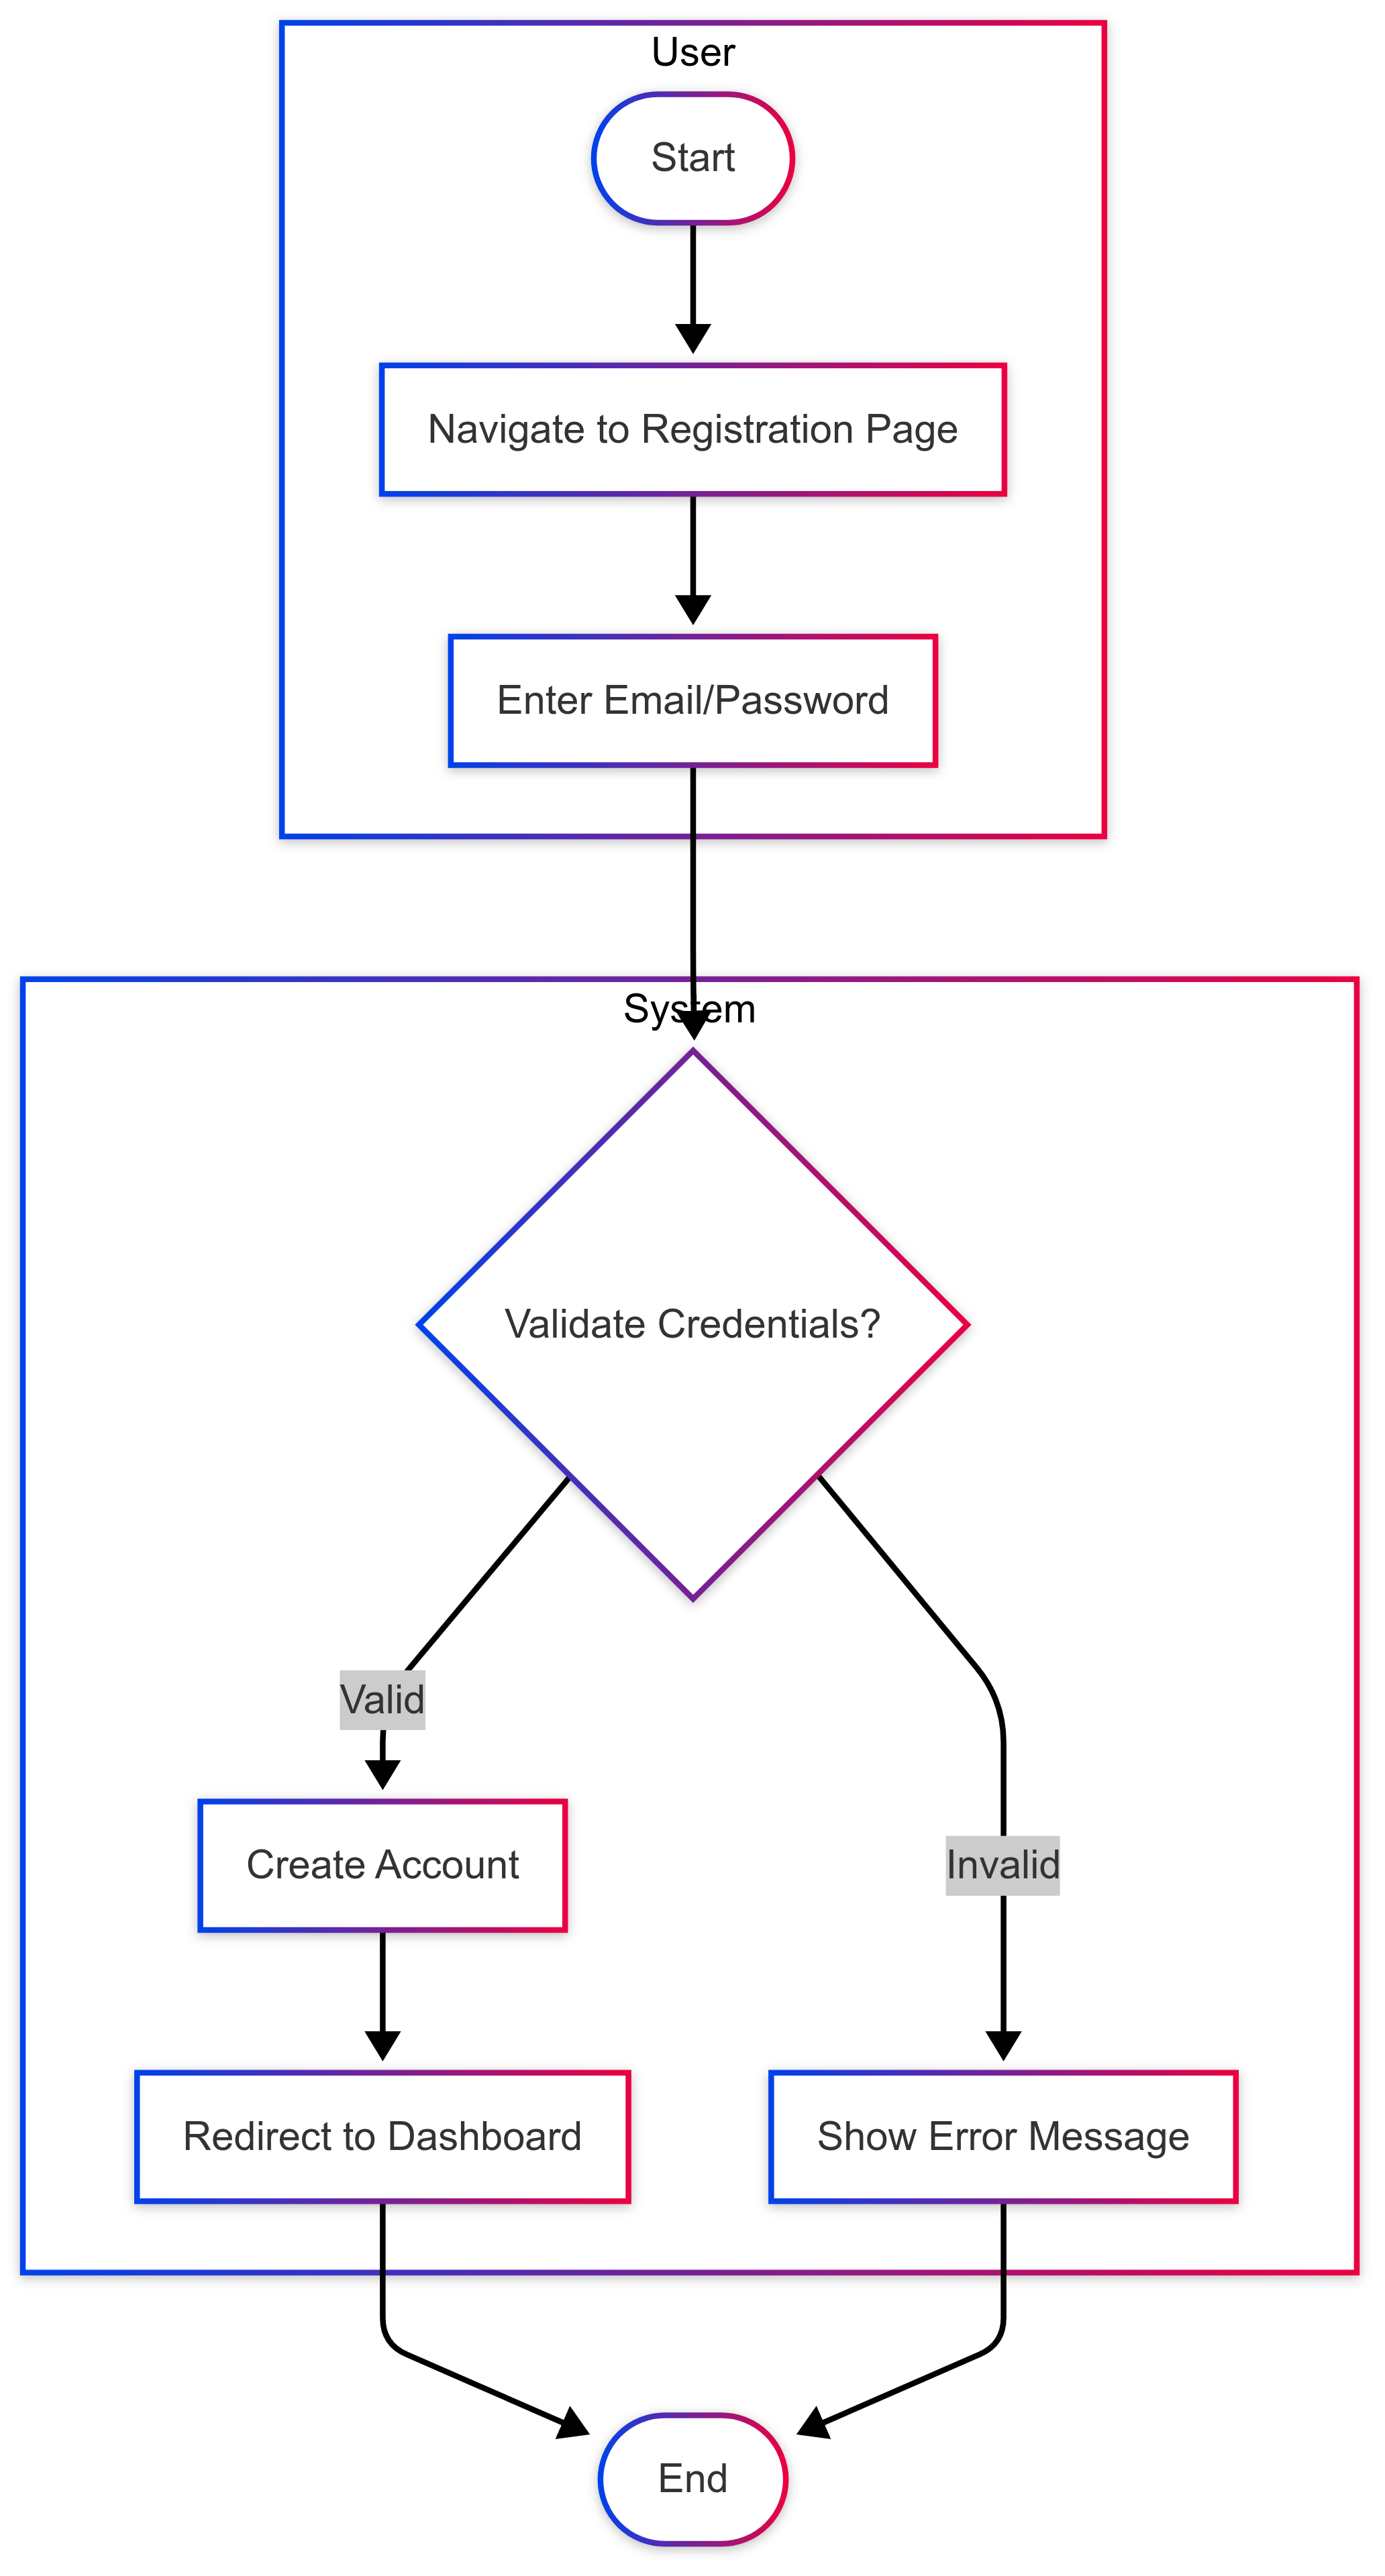 User
Start
Navigate to Registration Page
Enter Email/Password
System
Validate Credentials?
Valid
Create Account
Invalid
Redirect to Dashboard
Show Error Message
End